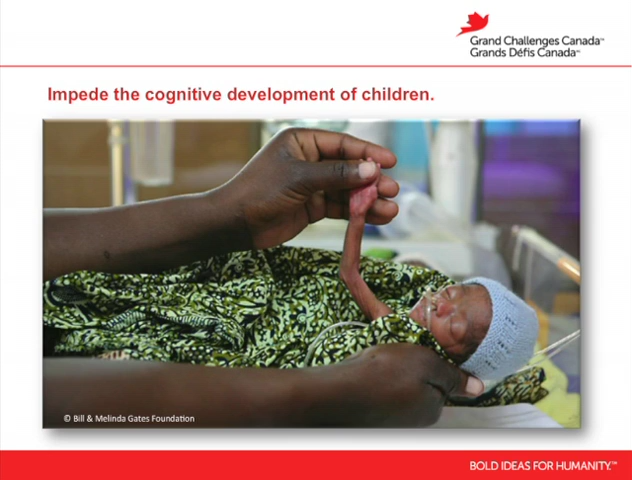 Grand Challenges Canada™
Grands Défis Canada™
Impede the cognitive development of children.
© Bill & Melinda Gates Foundation
BOLD IDEAS FOR HUMANITY.™